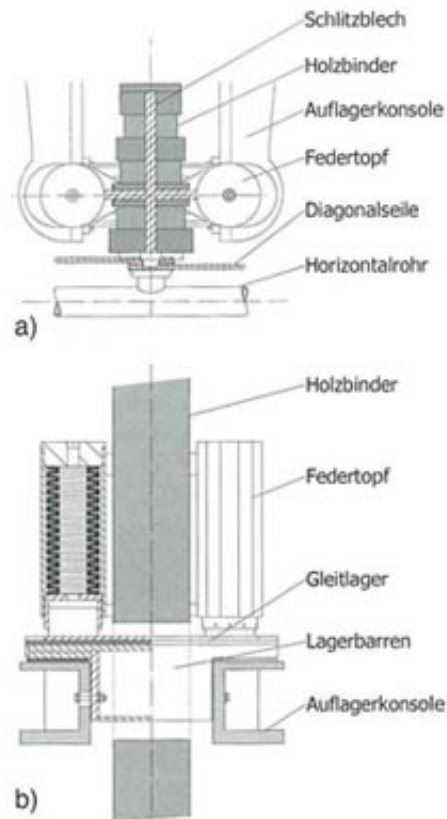 Schlitzblech
Holzbinder
Auflagerkonsole
Federtopf
Diagonalseile
Horizontalrohr
a)
Holzbinder
Federtopf
Gleitlager
Lagerbarren
Auflagerkonsole
b)